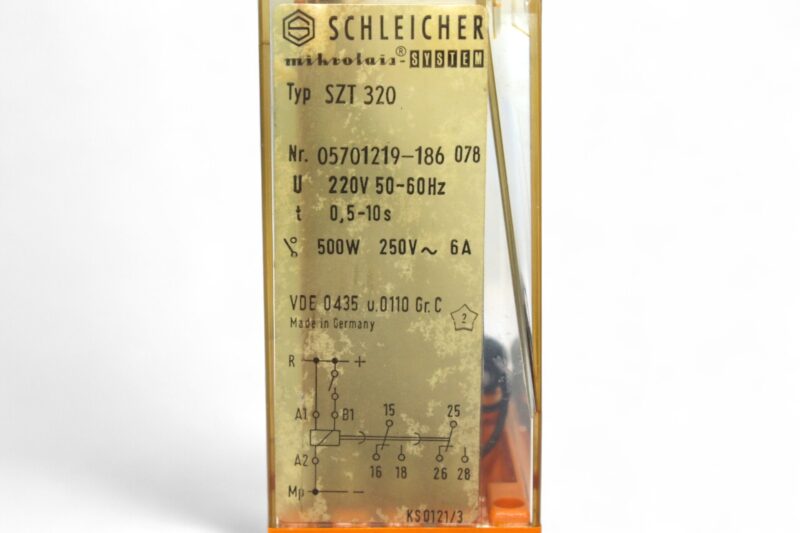 SCHLEICHER
mikrolais®-SYSTEM
Typ SZT 320
Nr. 05701219-186 078
U 220V 50-60Hz
t 0,5-10s
500W 250V~ 6A
VDE 0435 u.0110 Gr.C
Made in Germany
2
R +
A1 B1 15 25
A2 16 18 26 28
Mp -
KS0121/3